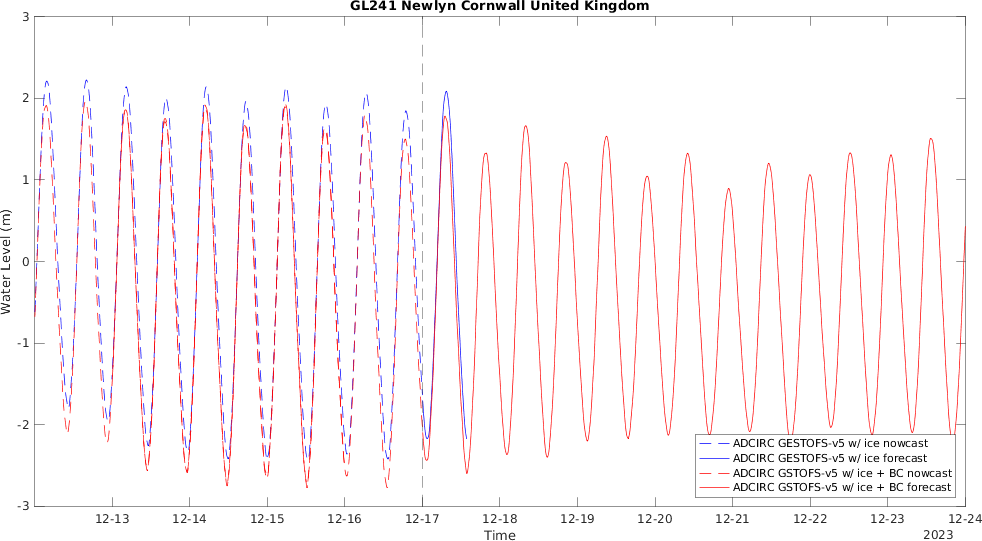 GL241 Newlyn Cornwall United Kingdom
3
2
1
0
-1
-2
-3
Water Level (m)
12-13
12-14
12-15
12-16
12-17
12-18
12-19
12-20
12-21
12-22
12-23
12-24
Time
2023
ADCIRC GESTOFS-v5 w/ ice nowcast
ADCIRC GESTOFS-v5 w/ ice forecast
ADCIRC GSTOFS-v5 w/ ice + BC nowcast
ADCIRC GSTOFS-v5 w/ ice + BC forecast